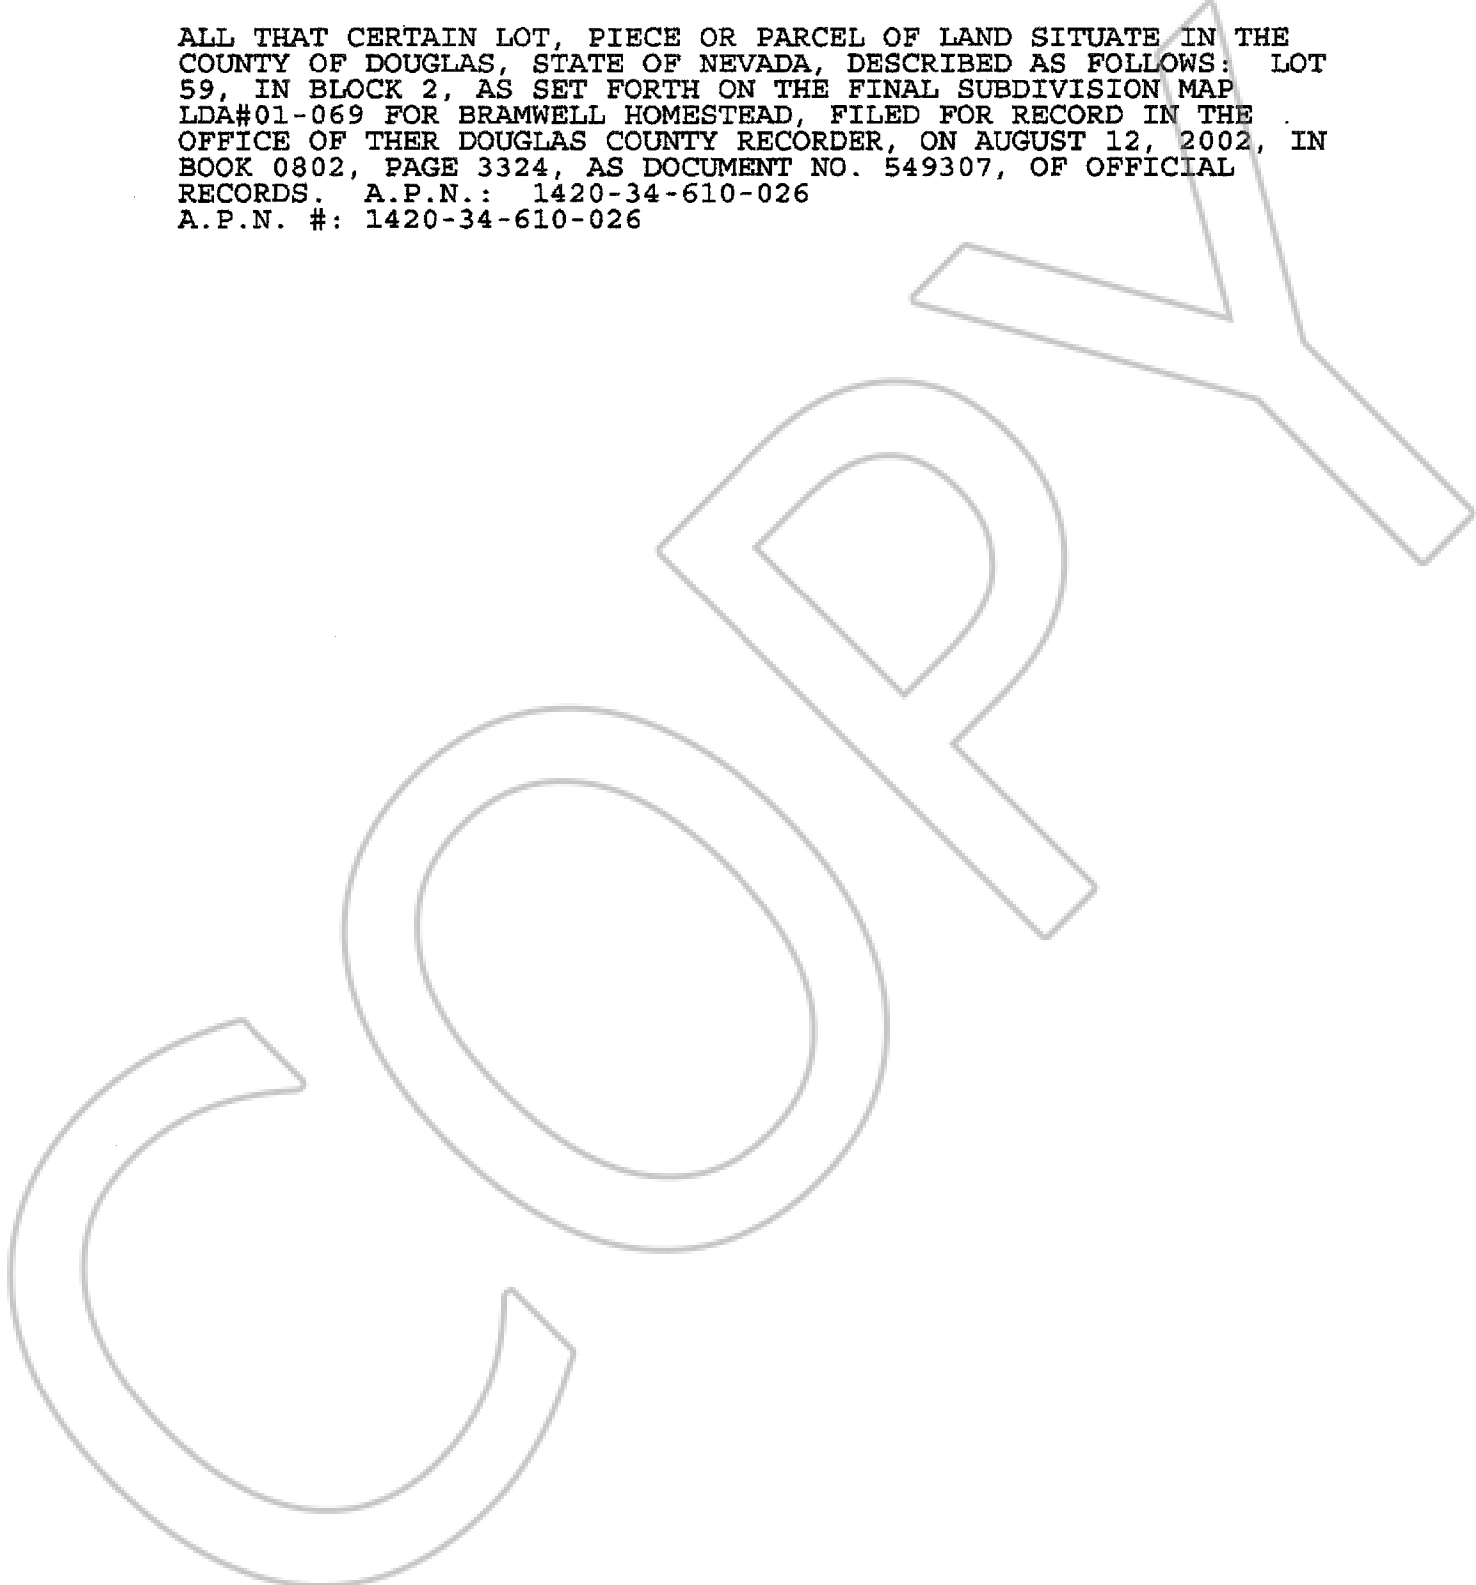 ALL THAT CERTAIN LOT, PIECE OR PARCEL OF LAND SITUATE IN THE
COUNTY OF DOUGLAS, STATE OF NEVADA, DESCRIBED AS FOLLOWS: LOT
59, IN BLOCK 2, AS SET FORTH ON THE FINAL SUBDIVISION MAP
LDA#01-069 FOR BRAMWELL HOMESTEAD, FILED FOR RECORD IN THE
OFFICE OF THER DOUGLAS COUNTY RECORDER, ON AUGUST 12, 2002, IN
BOOK 0802, PAGE 3324, AS DOCUMENT NO. 549307, OF OFFICIAL
RECORDS. A.P.N.: 1420-34-610-026
A.P.N. #: 1420-34-610-026
COPY